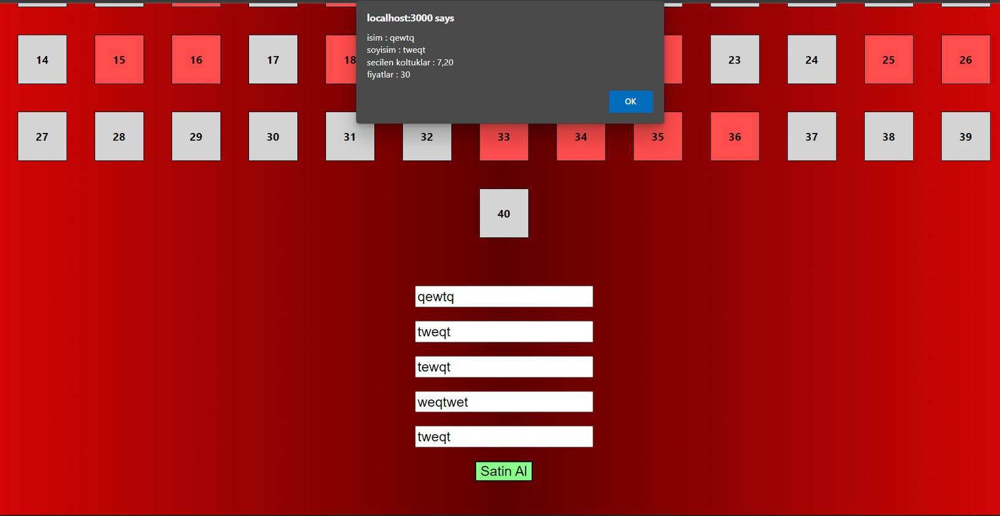 localhost:3000 says
isim : qewtq
soyisim : tweqt
secilen koltuklar : 7,20
fiyatlar : 30
OK
14 15 16 17 18 23 24 25 26
27 28 29 30 31 32 33 34 35 36 37 38 39
40
qewtq
tweqt
tewqt
weqtwet
tweqt
Satin Al